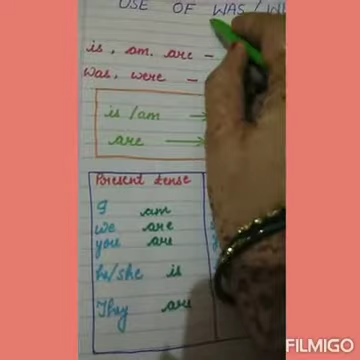 USE OF WAS/
is, am, are -
was, were -
is/am →
are →
Present tense
I am
we are
you are
he/she is
They are
FILMIGO